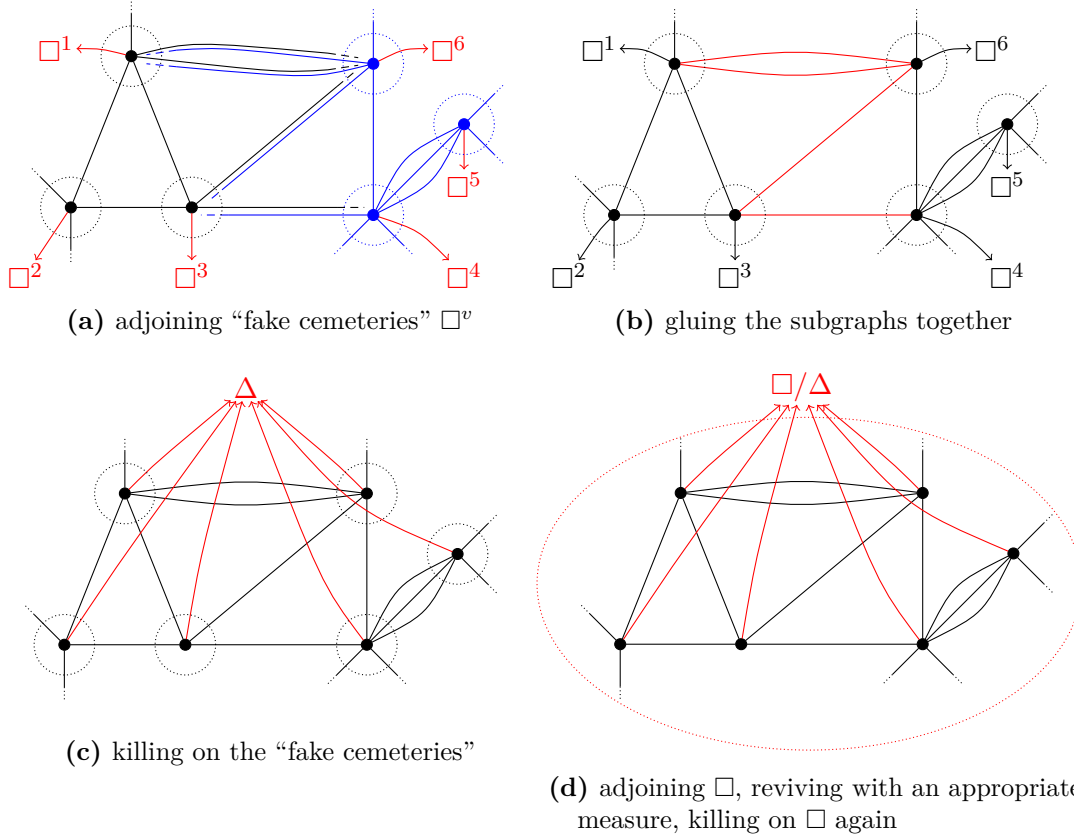 □¹ □⁶ □¹ □⁶
□⁵ □⁵
□² □³ □⁴ □² □³ □⁴
(a) adjoining “fake cemeteries” □ᵛ
(b) gluing the subgraphs together
Δ
□/Δ
(c) killing on the “fake cemeteries”
(d) adjoining □, reviving with an appropriate
measure, killing on □ again